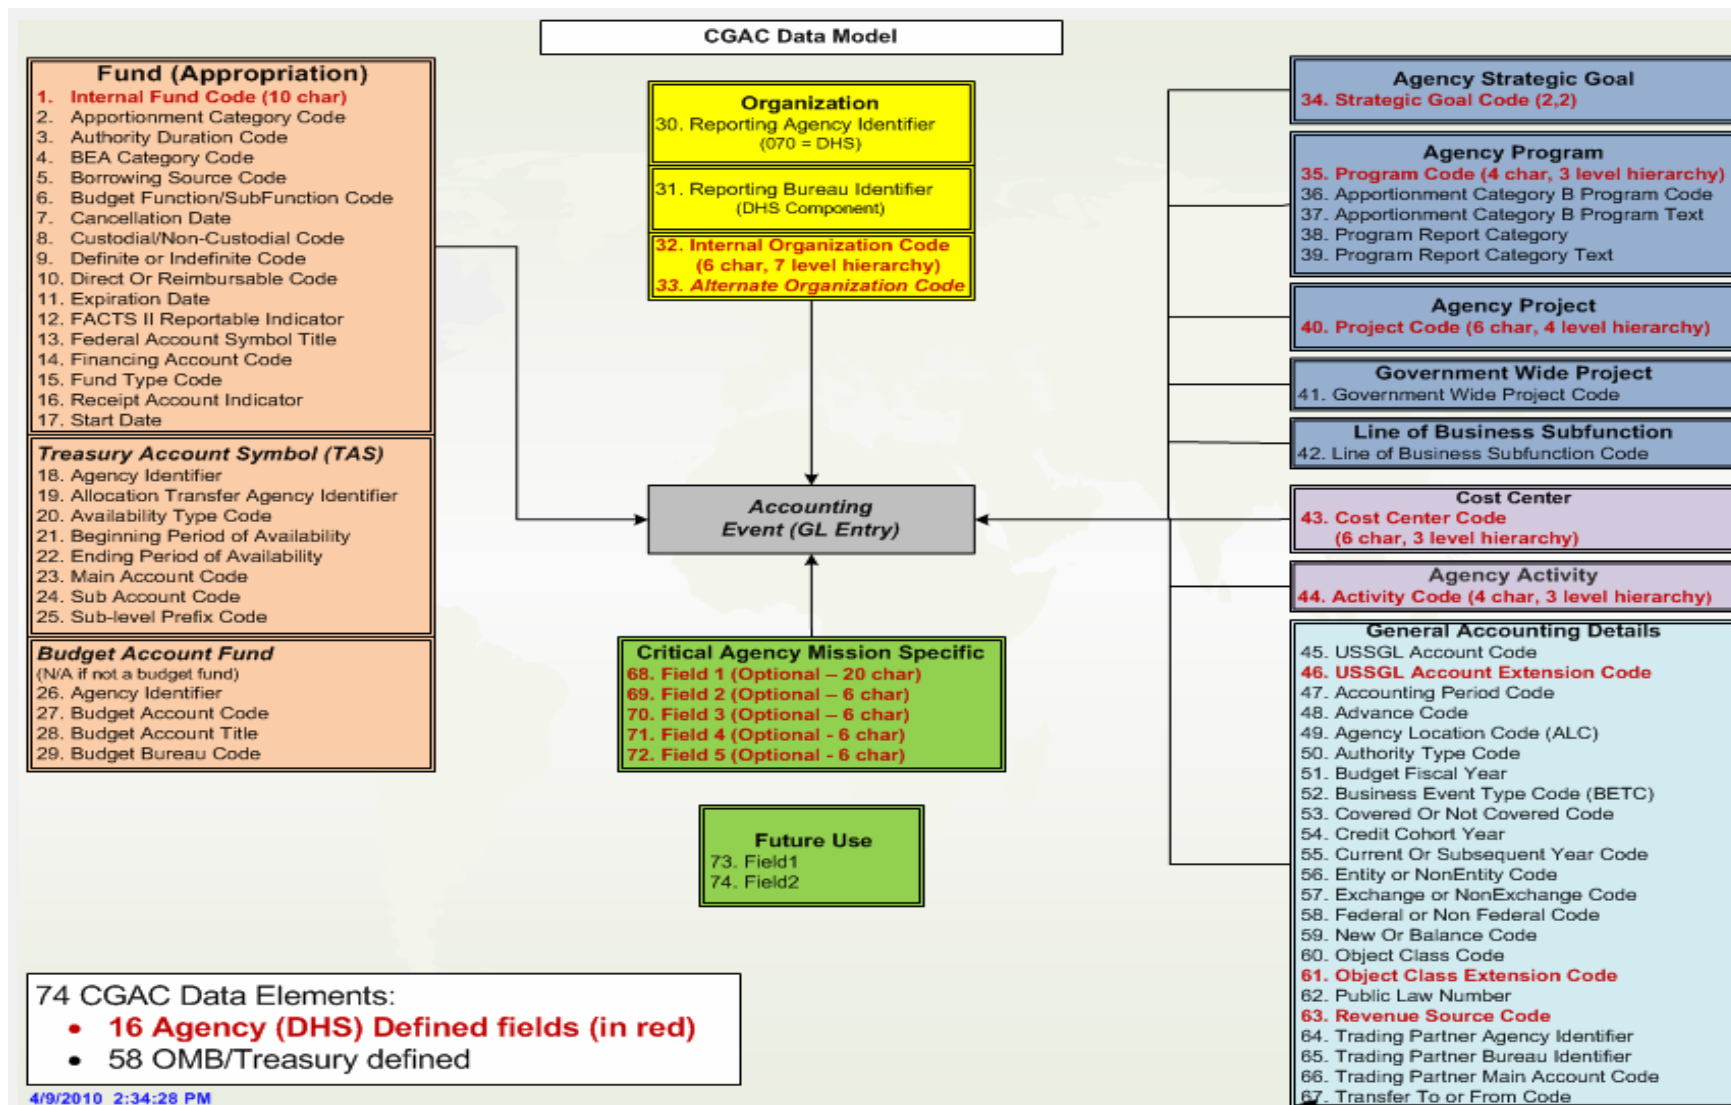 CGAC Data Model
Fund (Appropriation)
1. Internal Fund Code (10 char)
2. Apportionment Category Code
3. Authority Duration Code
4. BEA Category Code
5. Borrowing Source Code
6. Budget Function/SubFunction Code
7. Cancellation Date
8. Custodial/Non-Custodial Code
9. Definite or Indefinite Code
10. Direct Or Reimbursable Code
11. Expiration Date
12. FACTS II Reportable Indicator
13. Federal Account Symbol Title
14. Financing Account Code
15. Fund Type Code
16. Receipt Account Indicator
17. Start Date
Treasury Account Symbol (TAS)
18. Agency Identifier
19. Allocation Transfer Agency Identifier
20. Availability Type Code
21. Beginning Period of Availability
22. Ending Period of Availability
23. Main Account Code
24. Sub Account Code
25. Sub-level Prefix Code
Budget Account Fund
(N/A if not a budget fund)
26. Agency Identifier
27. Budget Account Code
28. Budget Account Title
29. Budget Bureau Code
Organization
30. Reporting Agency Identifier
(070 = DHS)
31. Reporting Bureau Identifier
(DHS Component)
32. Internal Organization Code
(6 char, 7 level hierarchy)
33. Alternate Organization Code
Accounting
Event (GL Entry)
Critical Agency Mission Specific
68. Field 1 (Optional – 20 char)
69. Field 2 (Optional – 6 char)
70. Field 3 (Optional – 6 char)
71. Field 4 (Optional - 6 char)
72. Field 5 (Optional - 6 char)
Future Use
73. Field1
74. Field2
Agency Strategic Goal
34. Strategic Goal Code (2,2)
Agency Program
35. Program Code (4 char, 3 level hierarchy)
36. Apportionment Category B Program Code
37. Apportionment Category B Program Text
38. Program Report Category
39. Program Report Category Text
Agency Project
40. Project Code (6 char, 4 level hierarchy)
Government Wide Project
41. Government Wide Project Code
Line of Business Subfunction
42. Line of Business Subfunction Code
Cost Center
43. Cost Center Code
(6 char, 3 level hierarchy)
Agency Activity
44. Activity Code (4 char, 3 level hierarchy)
General Accounting Details
45. USSGL Account Code
46. USSGL Account Extension Code
47. Accounting Period Code
48. Advance Code
49. Agency Location Code (ALC)
50. Authority Type Code
51. Budget Fiscal Year
52. Business Event Type Code (BETC)
53. Covered Or Not Covered Code
54. Credit Cohort Year
55. Current Or Subsequent Year Code
56. Entity or NonEntity Code
57. Exchange or NonExchange Code
58. Federal or Non Federal Code
59. New Or Balance Code
60. Object Class Code
61. Object Class Extension Code
62. Public Law Number
63. Revenue Source Code
64. Trading Partner Agency Identifier
65. Trading Partner Bureau Identifier
66. Trading Partner Main Account Code
67. Transfer To or From Code
74 CGAC Data Elements:
• 16 Agency (DHS) Defined fields (in red)
• 58 OMB/Treasury defined
4/9/2010 2:34:28 PM